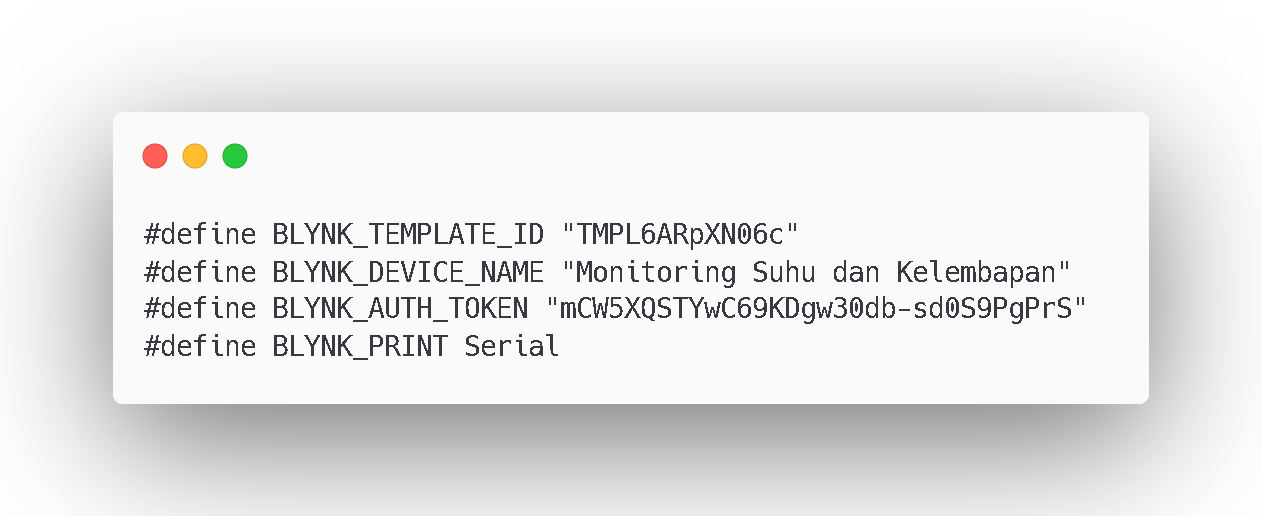 #define BLYNK_TEMPLATE_ID "TMPL6ARpXN06c"
#define BLYNK_DEVICE_NAME "Monitoring Suhu dan Kelembapan"
#define BLYNK_AUTH_TOKEN "mCW5XQSTYwC69KDgw30db-sd0S9PgPrS"
#define BLYNK_PRINT Serial